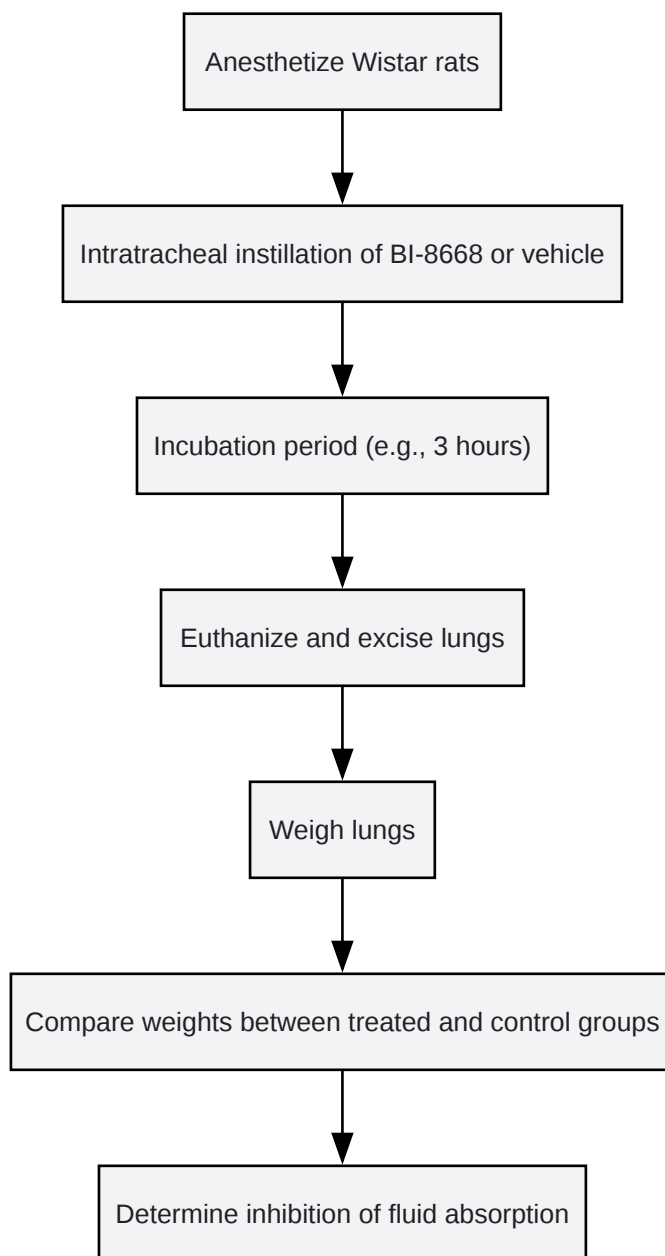 Anesthetize Wistar rats
Intratracheal instillation of BI-8668 or vehicle
Incubation period (e.g., 3 hours)
Euthanize and excise lungs
Weigh lungs
Compare weights between treated and control groups
Determine inhibition of fluid absorption